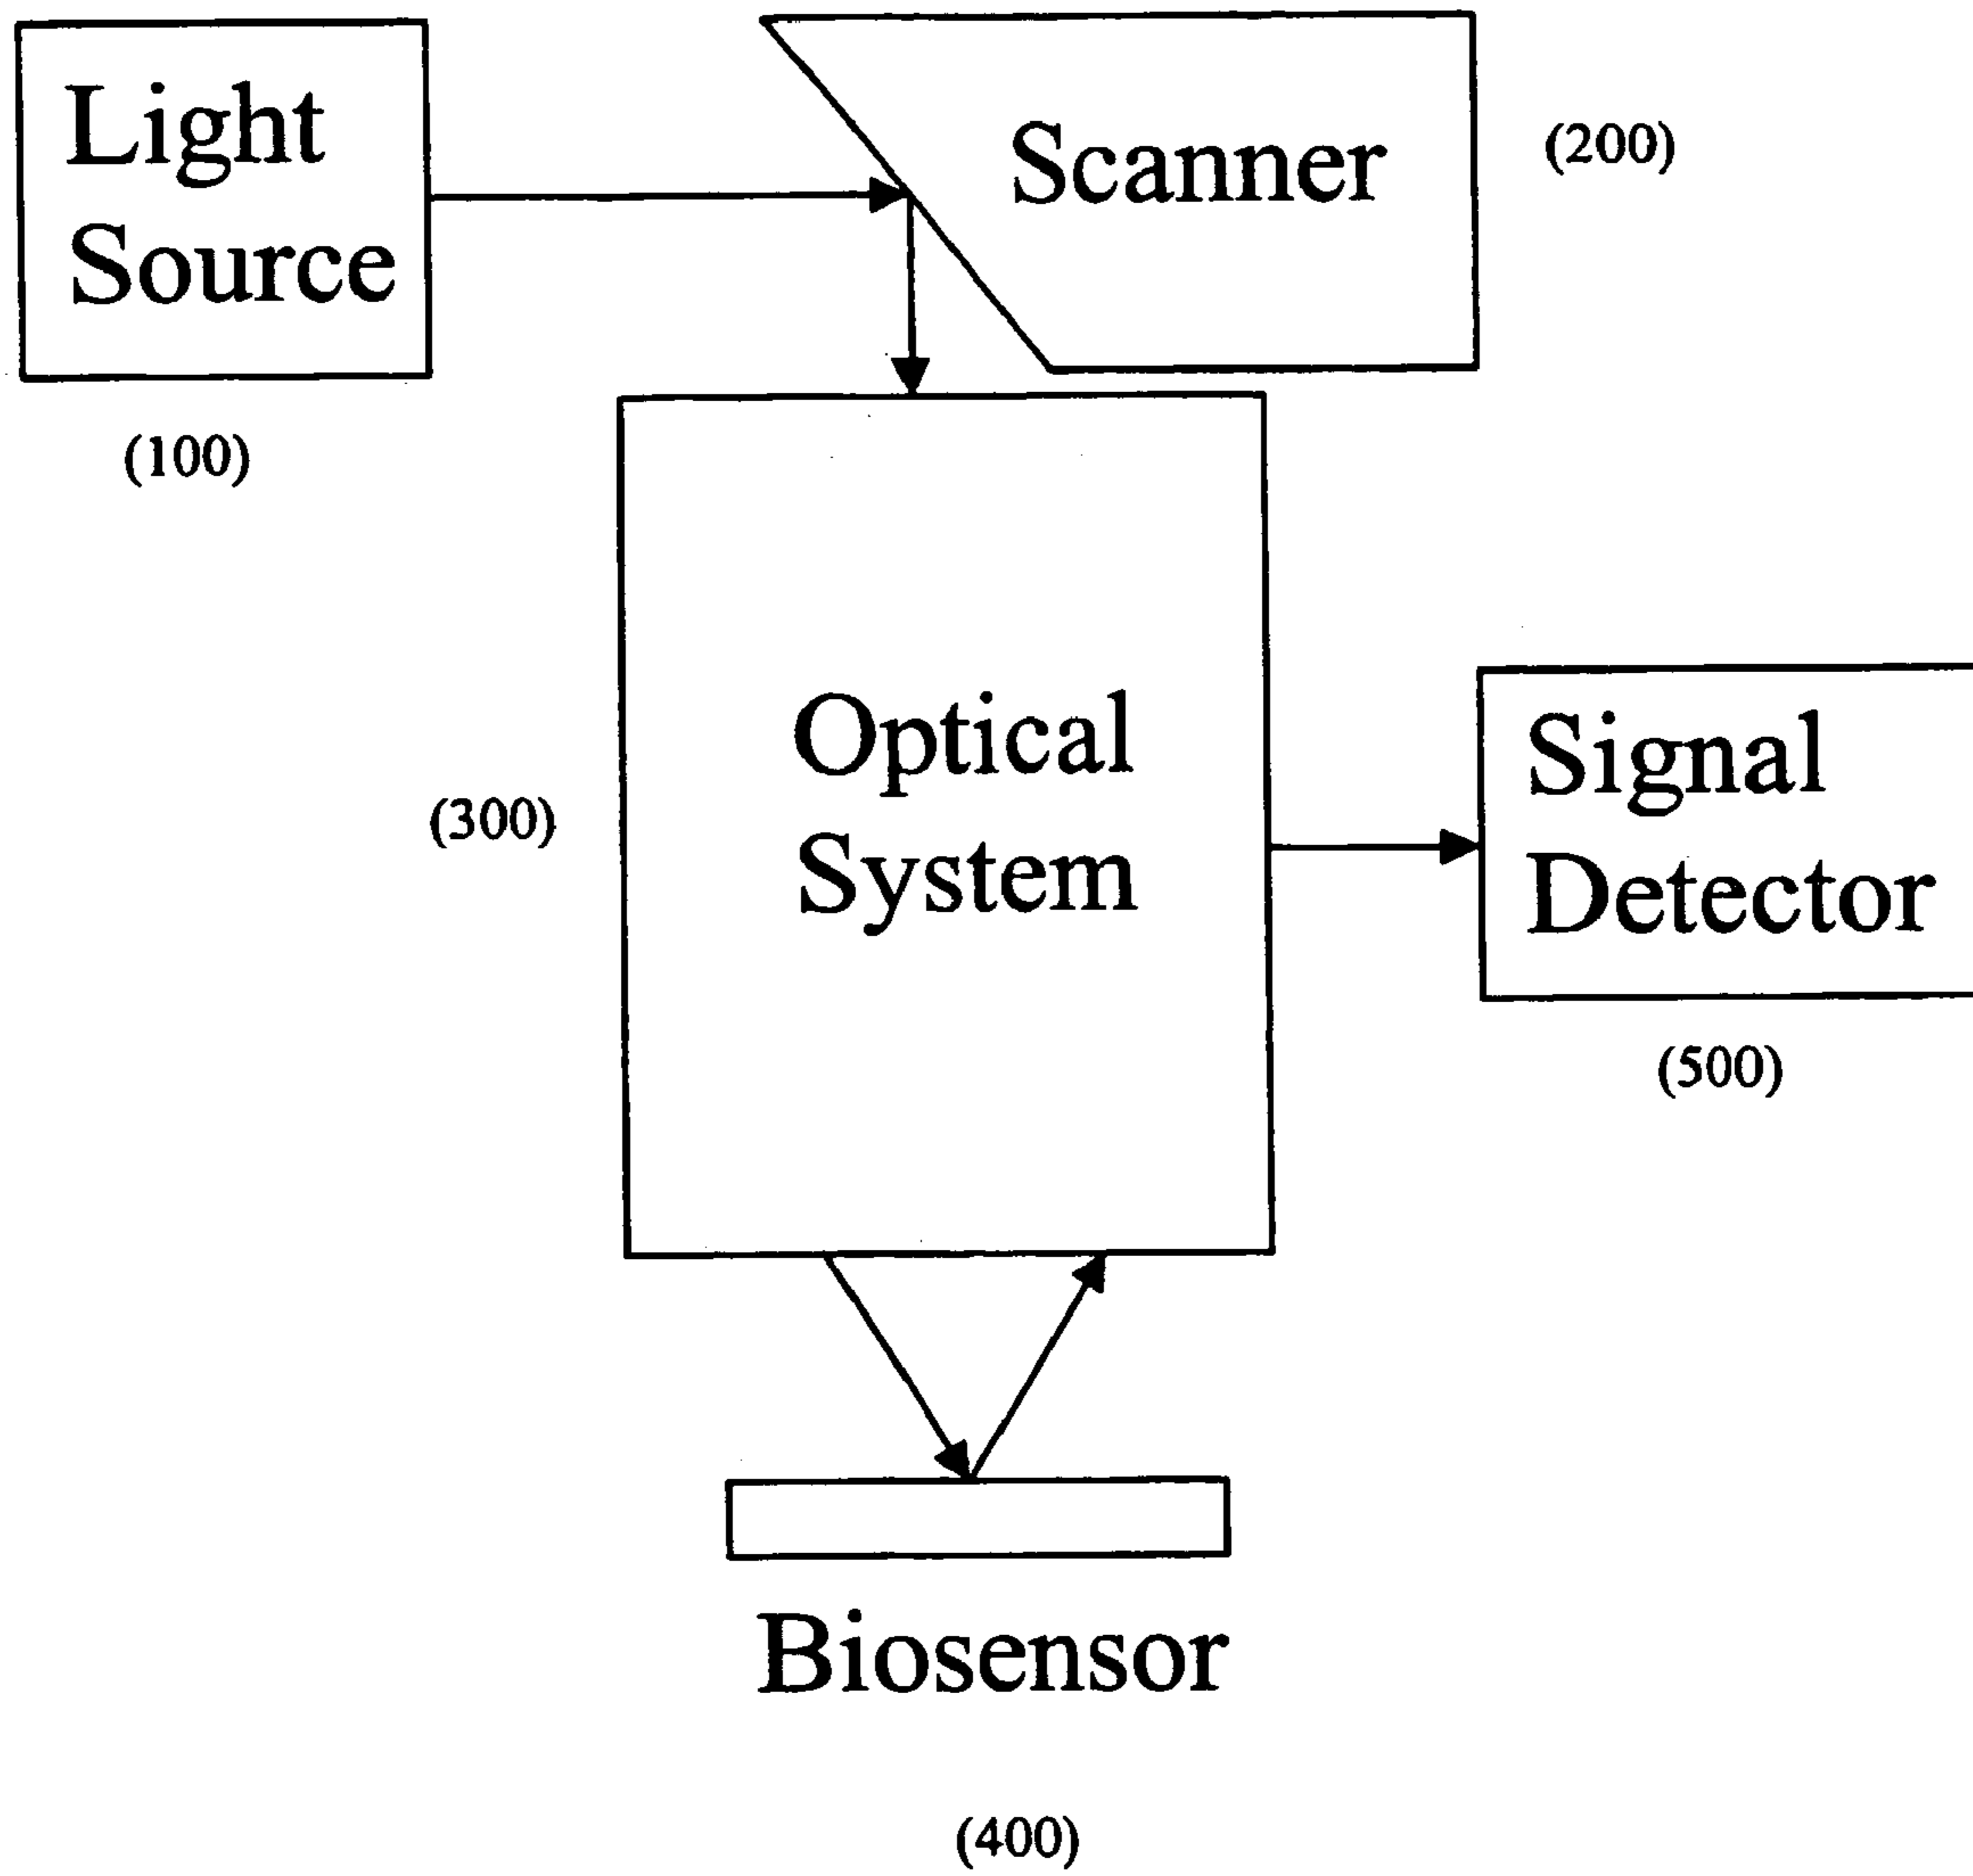 Light
Source
(100)
Scanner
(200)
Optical
System
(300)
Signal
Detector
(500)
Biosensor
(400)